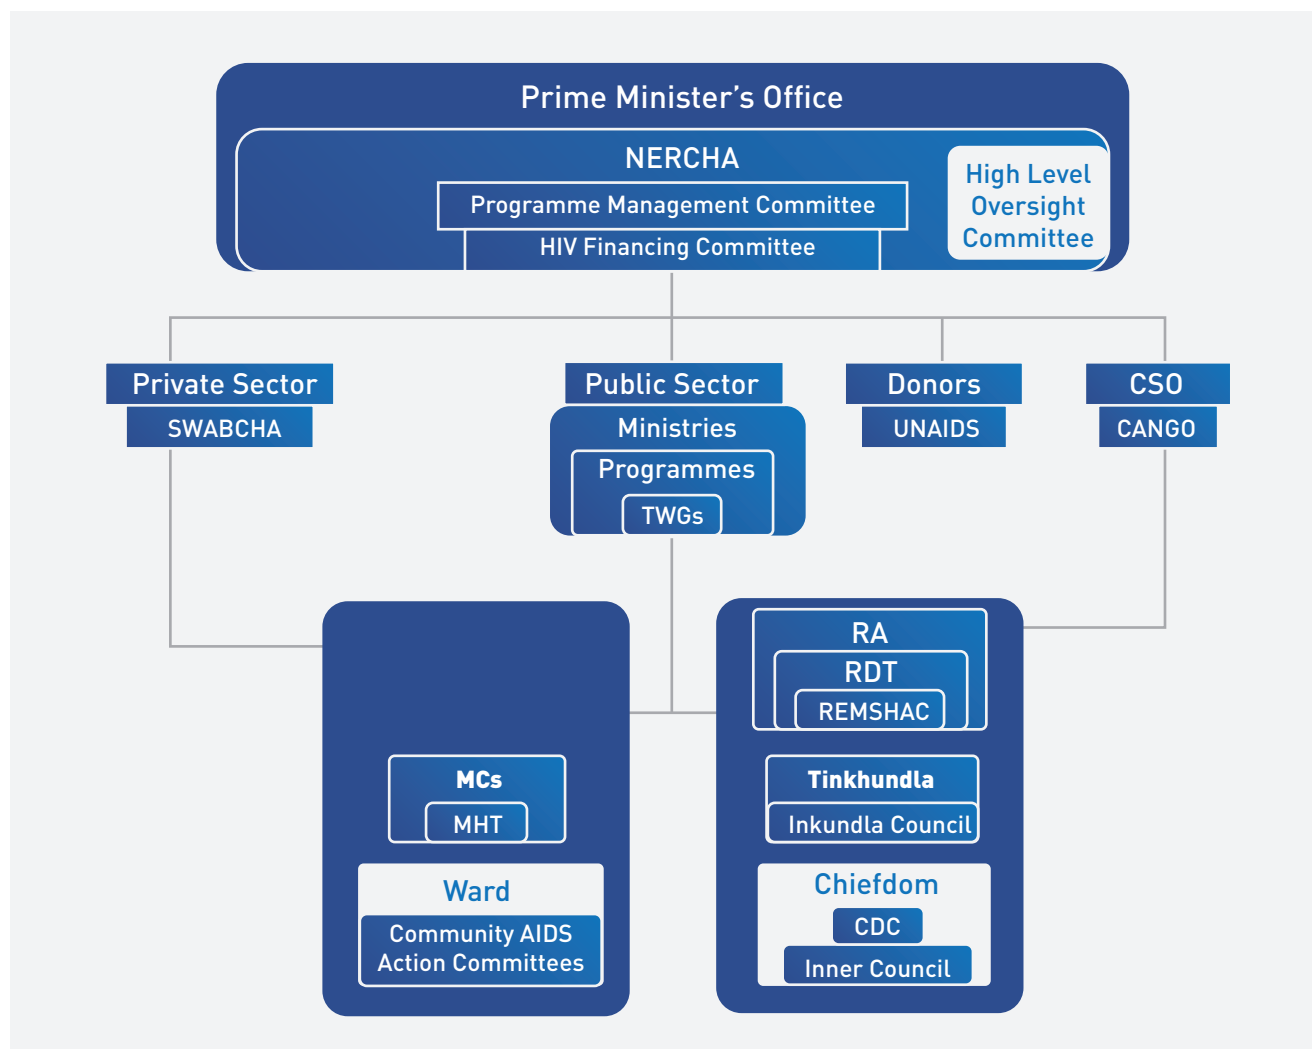 Prime Minister’s Office
NERCHA
Programme Management Committee
HIV Financing Committee
High Level
Oversight
Committee
Private Sector
SWABCHA
Public Sector
Ministries
Programmes
TWGs
Donors
UNAIDS
CSO
CANGO
MCs
MHT
Ward
Community AIDS
Action Committees
RA
RDT
REMSHAC
Tinkhundla
Inkundla Council
Chiefdom
CDC
Inner Council